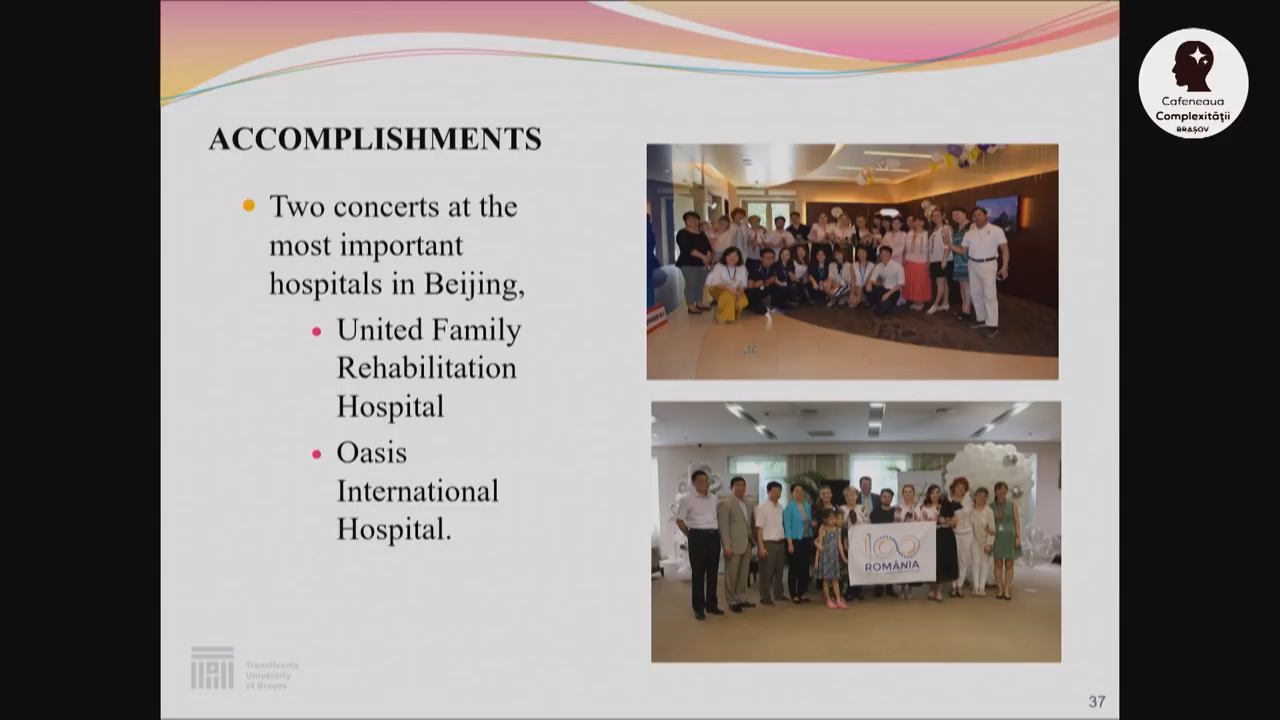 Cafeneaua
Complexității
BRAȘOV
ACCOMPLISHMENTS
Two concerts at the
most important
hospitals in Beijing,
United Family
Rehabilitation
Hospital
Oasis
International
Hospital.
100
ROMÂNIA
Transilvania
University
of Brașov
37